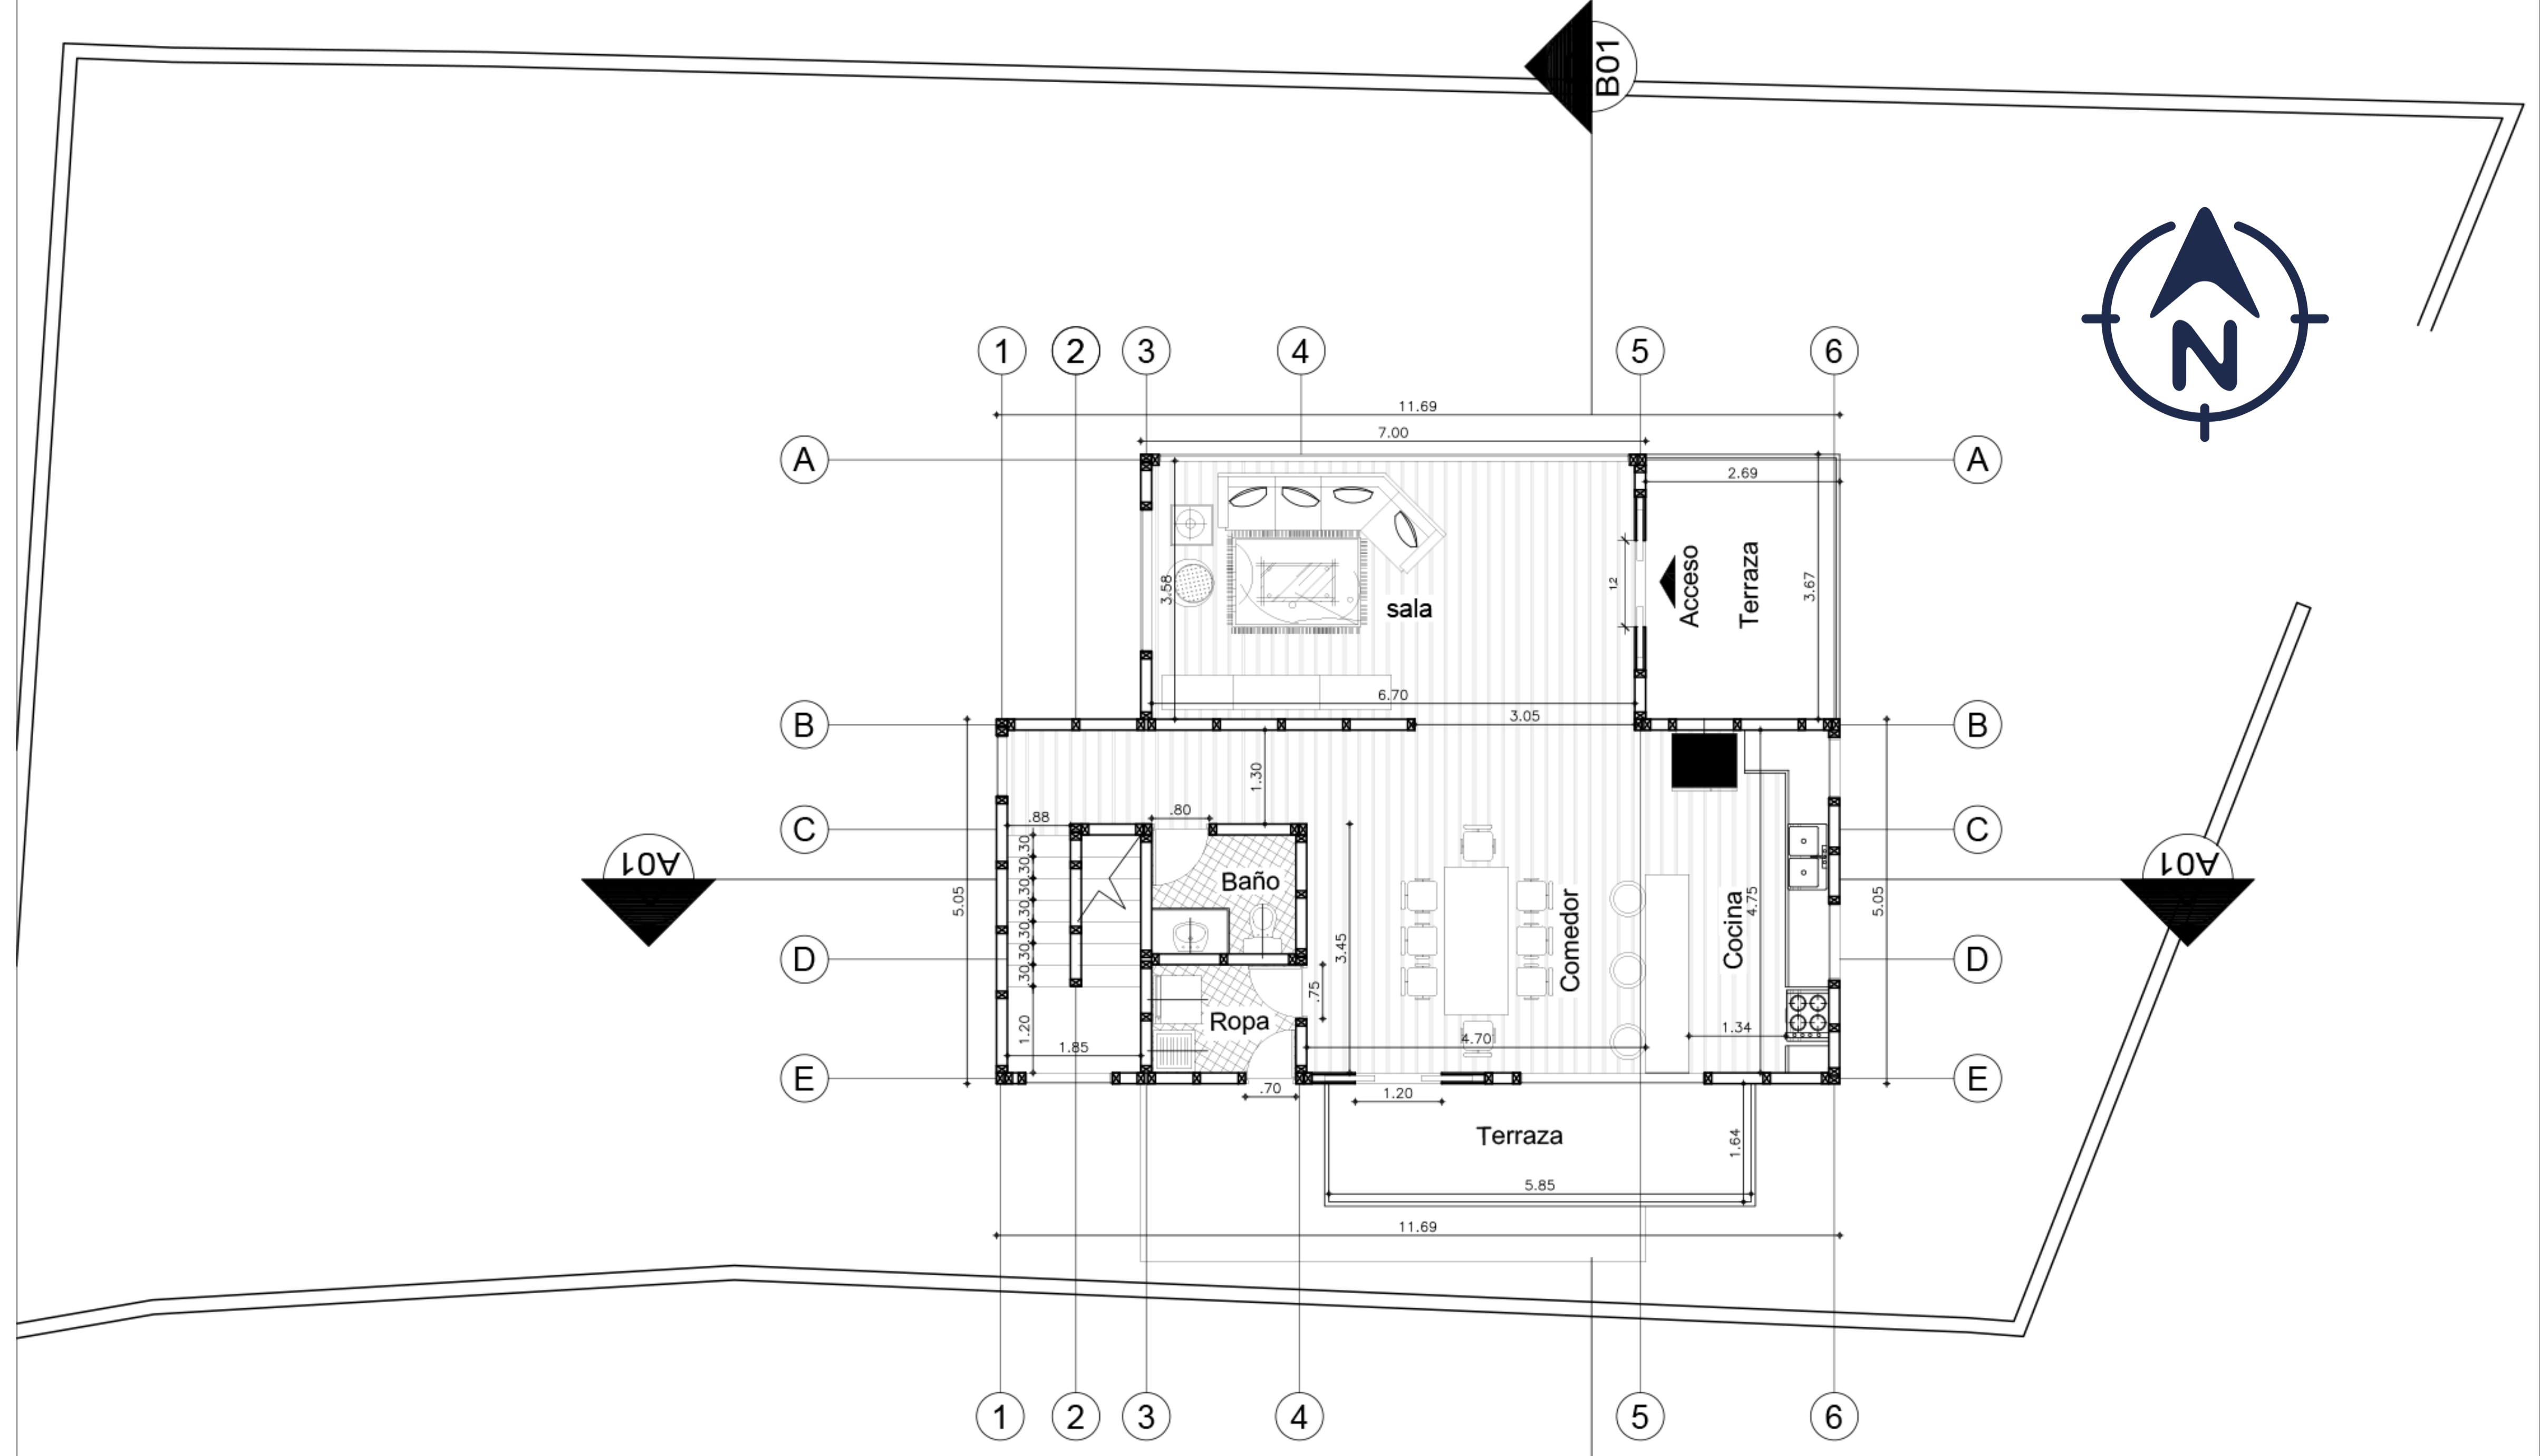 B01
N
1 2 3 4 5 6
11.69
7.00
A A
2.69
3.58
sala
1.2
Acceso
Terraza
3.67
6.70
3.05
B B
1.30
.80
.88
C C
.30
.30
.30
.30
.30
.30
.30
A01
A01
5.05
Baño
3.45
Comedor
Cocina
4.75
5.05
D D
.75
Ropa
1.20
1.85
4.70
1.34
E E
.70
1.20
Terraza
1.64
5.85
11.69
1 2 3 4 5 6